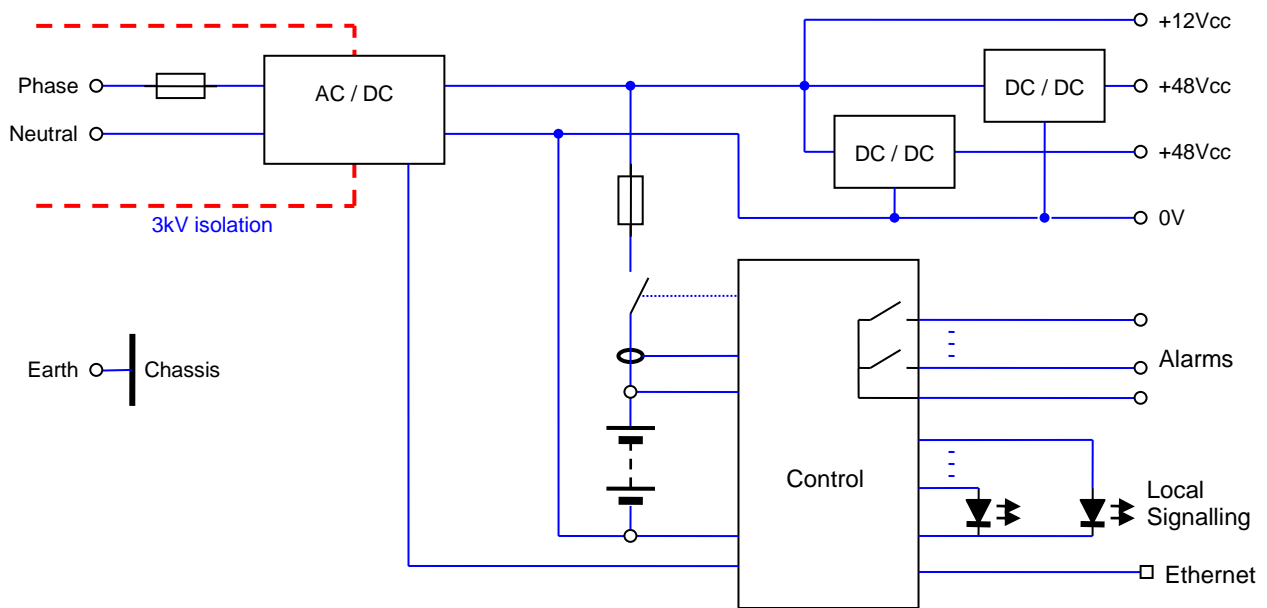 +12Vcc
Phase
AC / DC
DC / DC
+48Vcc
Neutral
DC / DC
+48Vcc
3kV isolation
0V
Earth
Chassis
Alarms
Control
Local
Signalling
Ethernet